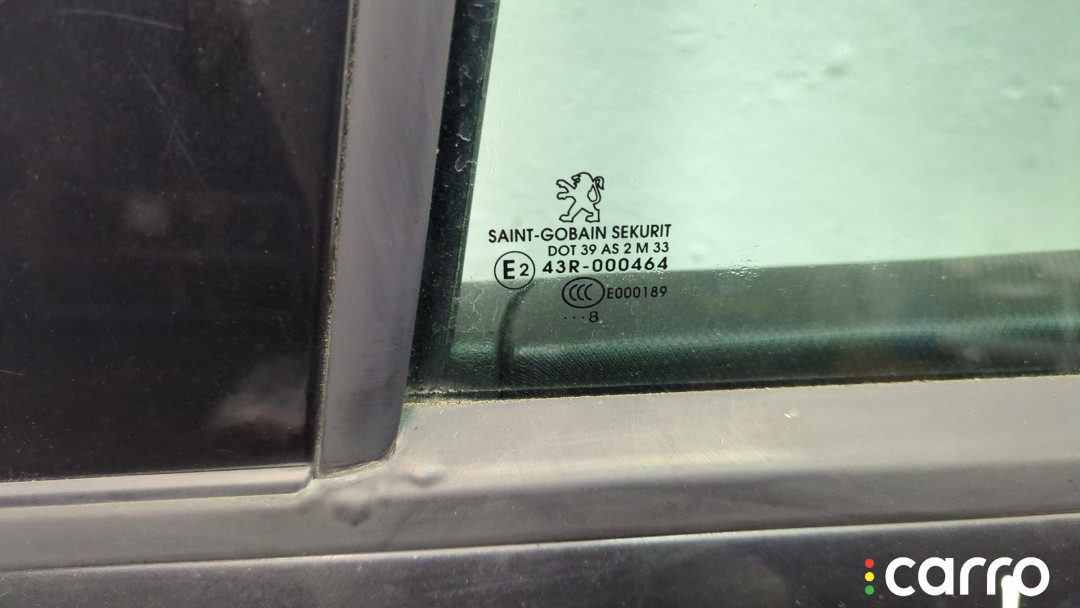 SAINT-GOBAIN SEKURIT
DOT 39 AS 2 M 33
E2 43R-000464
CCC E000189
···8
carro